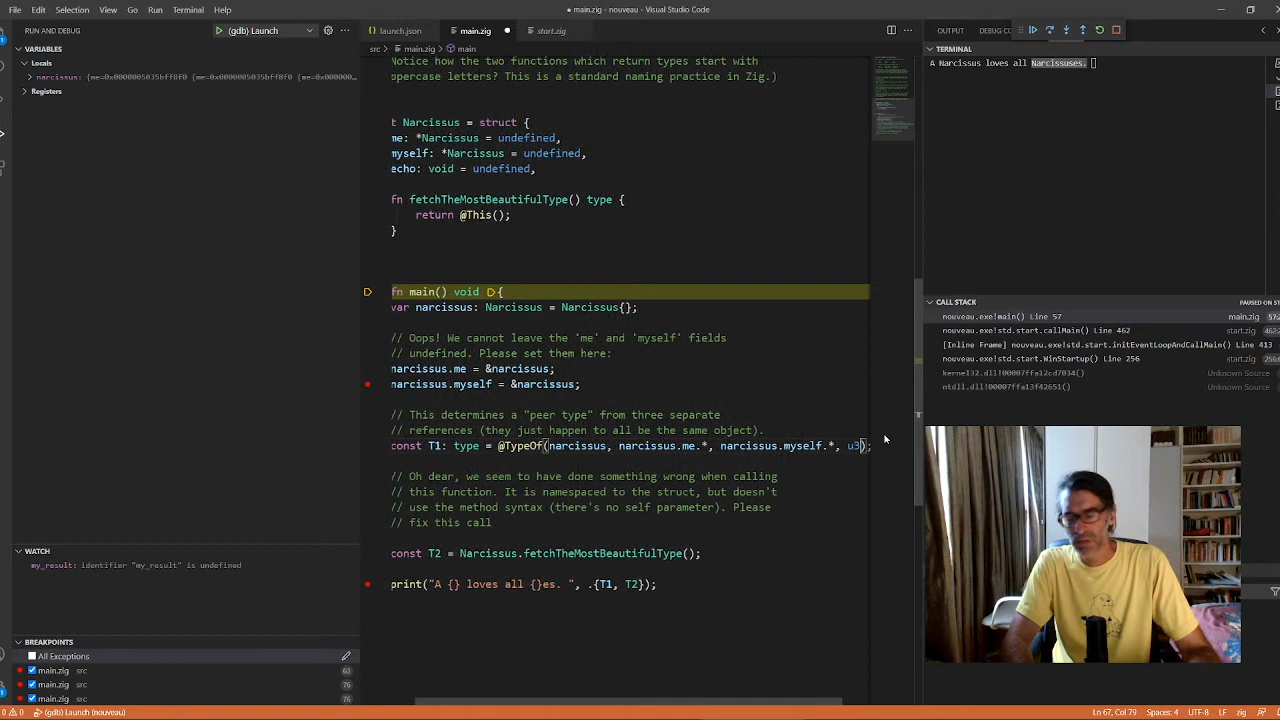 File Edit Selection View Go Run Terminal Help
main.zig - nouveau - Visual Studio Code
RUN AND DEBUG
(gdb) Launch
launch.json
main.zig
start.zig
OUTPUT
DEBUG CO
src > main.zig > main
VARIABLES
Locals
narcissus: {me=0x0000005035bff8f0 {me=0x000000
Registers
Notice how the two functions which return types start with
uppercase letters? This is a standard naming practice in Zig.)
t Narcissus = struct {
me: *Narcissus = undefined,
myself: *Narcissus = undefined,
echo: void = undefined,
fn fetchTheMostBeautifulType() type {
return @This();
}
fn main() void {
var narcissus: Narcissus = Narcissus{};
// Oops! We cannot leave the 'me' and 'myself' fields
// undefined. Please set them here:
narcissus.me = &narcissus;
narcissus.myself = &narcissus;
// This determines a "peer type" from three separate
// references (they just happen to all be the same object).
const T1: type = @TypeOf(narcissus, narcissus.me.*, narcissus.myself.*, u3);
// Oh dear, we seem to have done something wrong when calling
// this function. It is namespaced to the struct, but doesn't
// use the method syntax (there's no self parameter). Please
// fix this call
const T2 = Narcissus.fetchTheMostBeautifulType();
print("A {} loves all {}es. ", .{T1, T2});
TERMINAL
A Narcissus loves all Narcissuses.
CALL STACK
PAUSED ON ST
nouveau.exe!main() Line 57
main.zig 57:
nouveau.exe!std.start.callMain() Line 462
start.zig 462
[Inline Frame] nouveau.exe!std.start.initEventLoopAndCallMain() Line 413
nouveau.exe!std.start.WinStartup() Line 256
start.zig 256:
kernel32.dll!00007ffa12cd7034()
Unknown Source
ntdll.dll!00007ffa13f42651()
Unknown Source
WATCH
my_result: identifier "my_result" is undefined
BREAKPOINTS
All Exceptions
main.zig src 63
main.zig src 76
main.zig src 76
0 0 (gdb) Launch (nouveau)
Ln 67, Col 79 Spaces: 4 UTF-8 LF zig